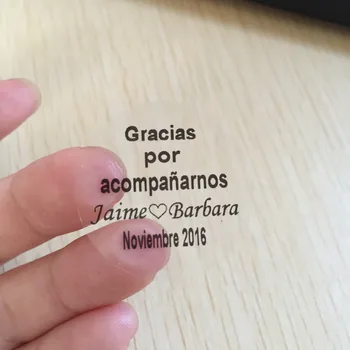 Gracias
por
acompañarnos
Jaime♡Barbara
Noviembre 2016